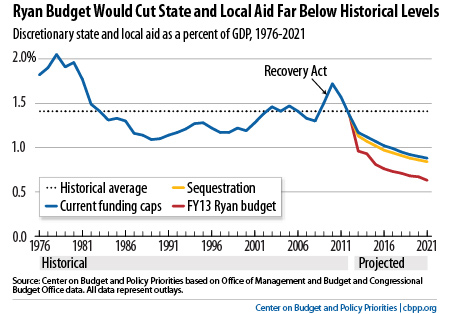 Ryan Budget Would Cut State and Local Aid Far Below Historical Levels
Discretionary state and local aid as a percent of GDP, 1976-2021
2.0%
Recovery Act
1.5
1.0
Historical average
Sequestration
0.5
Current funding caps
FY13 Ryan budget
0.0
1976 1981 1986 1991 1996 2001 2006 2011 2016 2021
Historical Projected
Source: Center on Budget and Policy Priorities based on Office of Management and Budget and Congressional
Budget Office data. All data represent outlays.
Center on Budget and Policy Priorities | cbpp.org